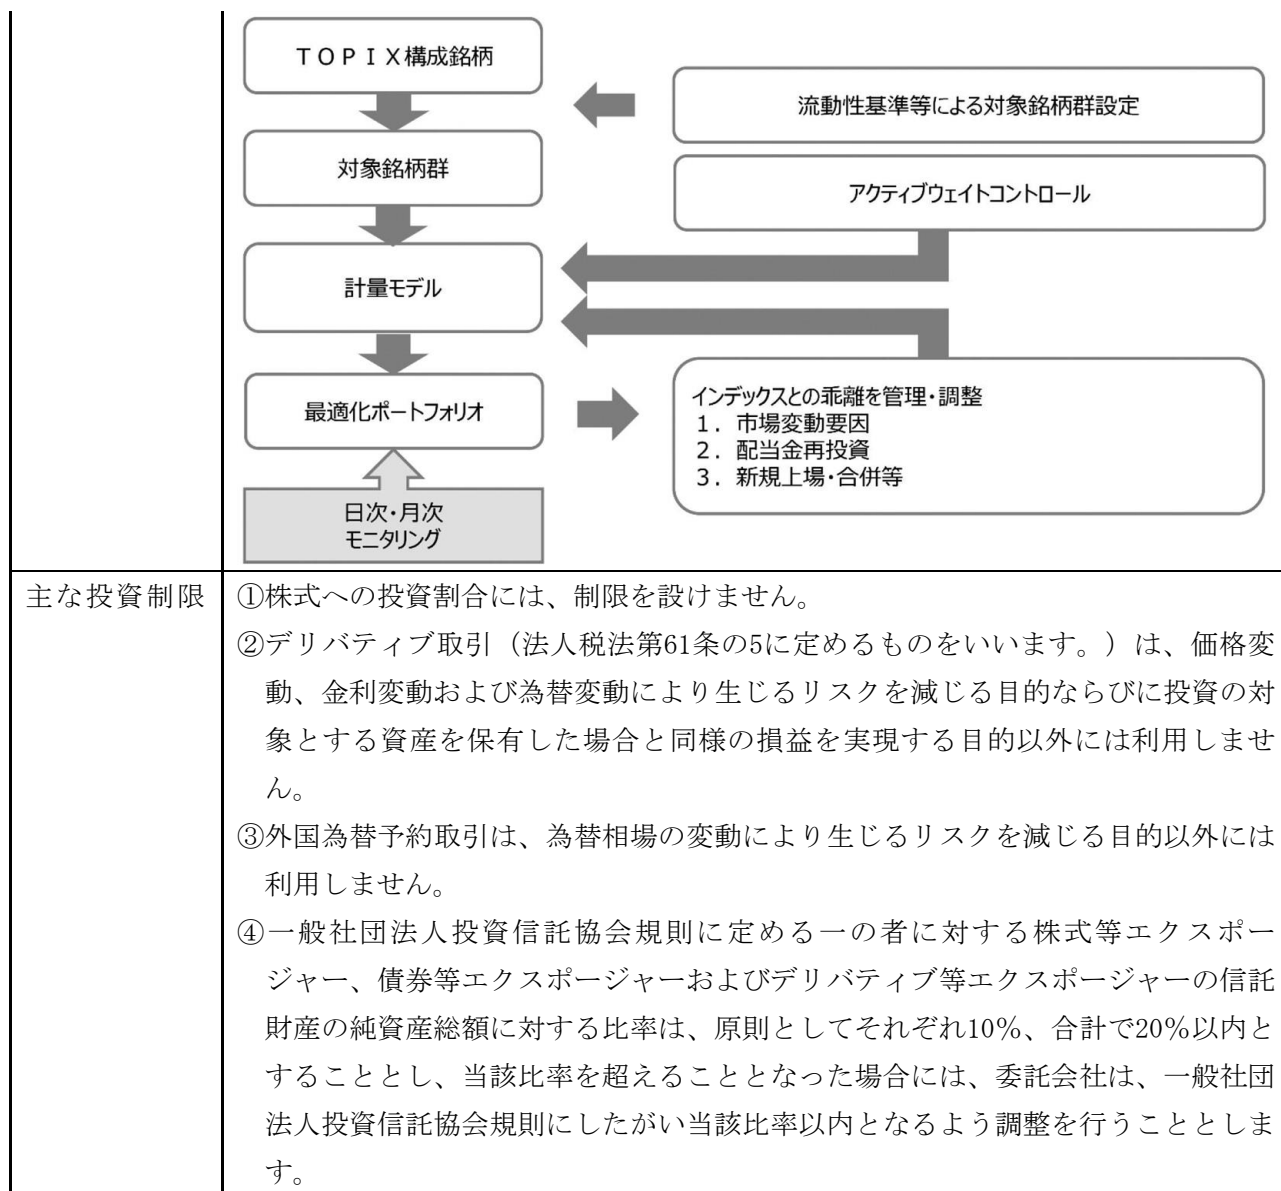 ＴＯＰＩＸ構成銘柄
流動性基準等による対象銘柄群設定
対象銘柄群
アクティブウェイトコントロール
計量モデル
最適化ポートフォリオ
インデックスとの乖離を管理・調整
１．市場変動要因
２．配当金再投資
３．新規上場・合併等
日次・月次
モニタリング
主な投資制限
①株式への投資割合には、制限を設けません。
②デリバティブ取引（法人税法第61条の5に定めるものをいいます。）は、価格変
動、金利変動および為替変動により生じるリスクを減じる目的ならびに投資の対
象とする資産を保有した場合と同様の損益を実現する目的以外には利用しませ
ん。
③外国為替予約取引は、為替相場の変動により生じるリスクを減じる目的以外には
利用しません。
④一般社団法人投資信託協会規則に定める一の者に対する株式等エクスポー
ジャー、債券等エクスポージャーおよびデリバティブ等エクスポージャーの信託
財産の純資産総額に対する比率は、原則としてそれぞれ10％、合計で20％以内と
することとし、当該比率を超えることとなった場合には、委託会社は、一般社団
法人投資信託協会規則にしたがい当該比率以内となるよう調整を行うこととしま
す。